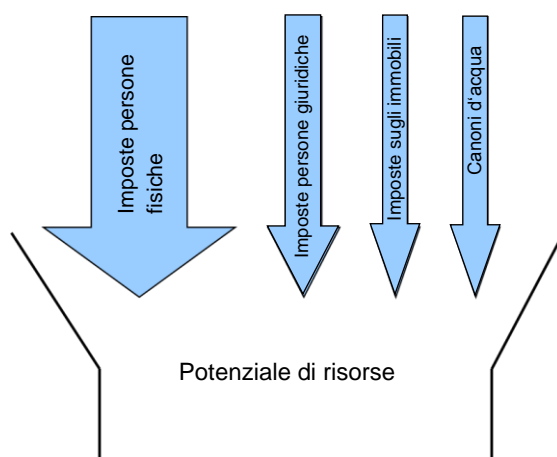 Imposte persone
fisiche
Imposte persone giuridiche
Imposte sugli immobili
Canoni d'acqua
Potenziale di risorse